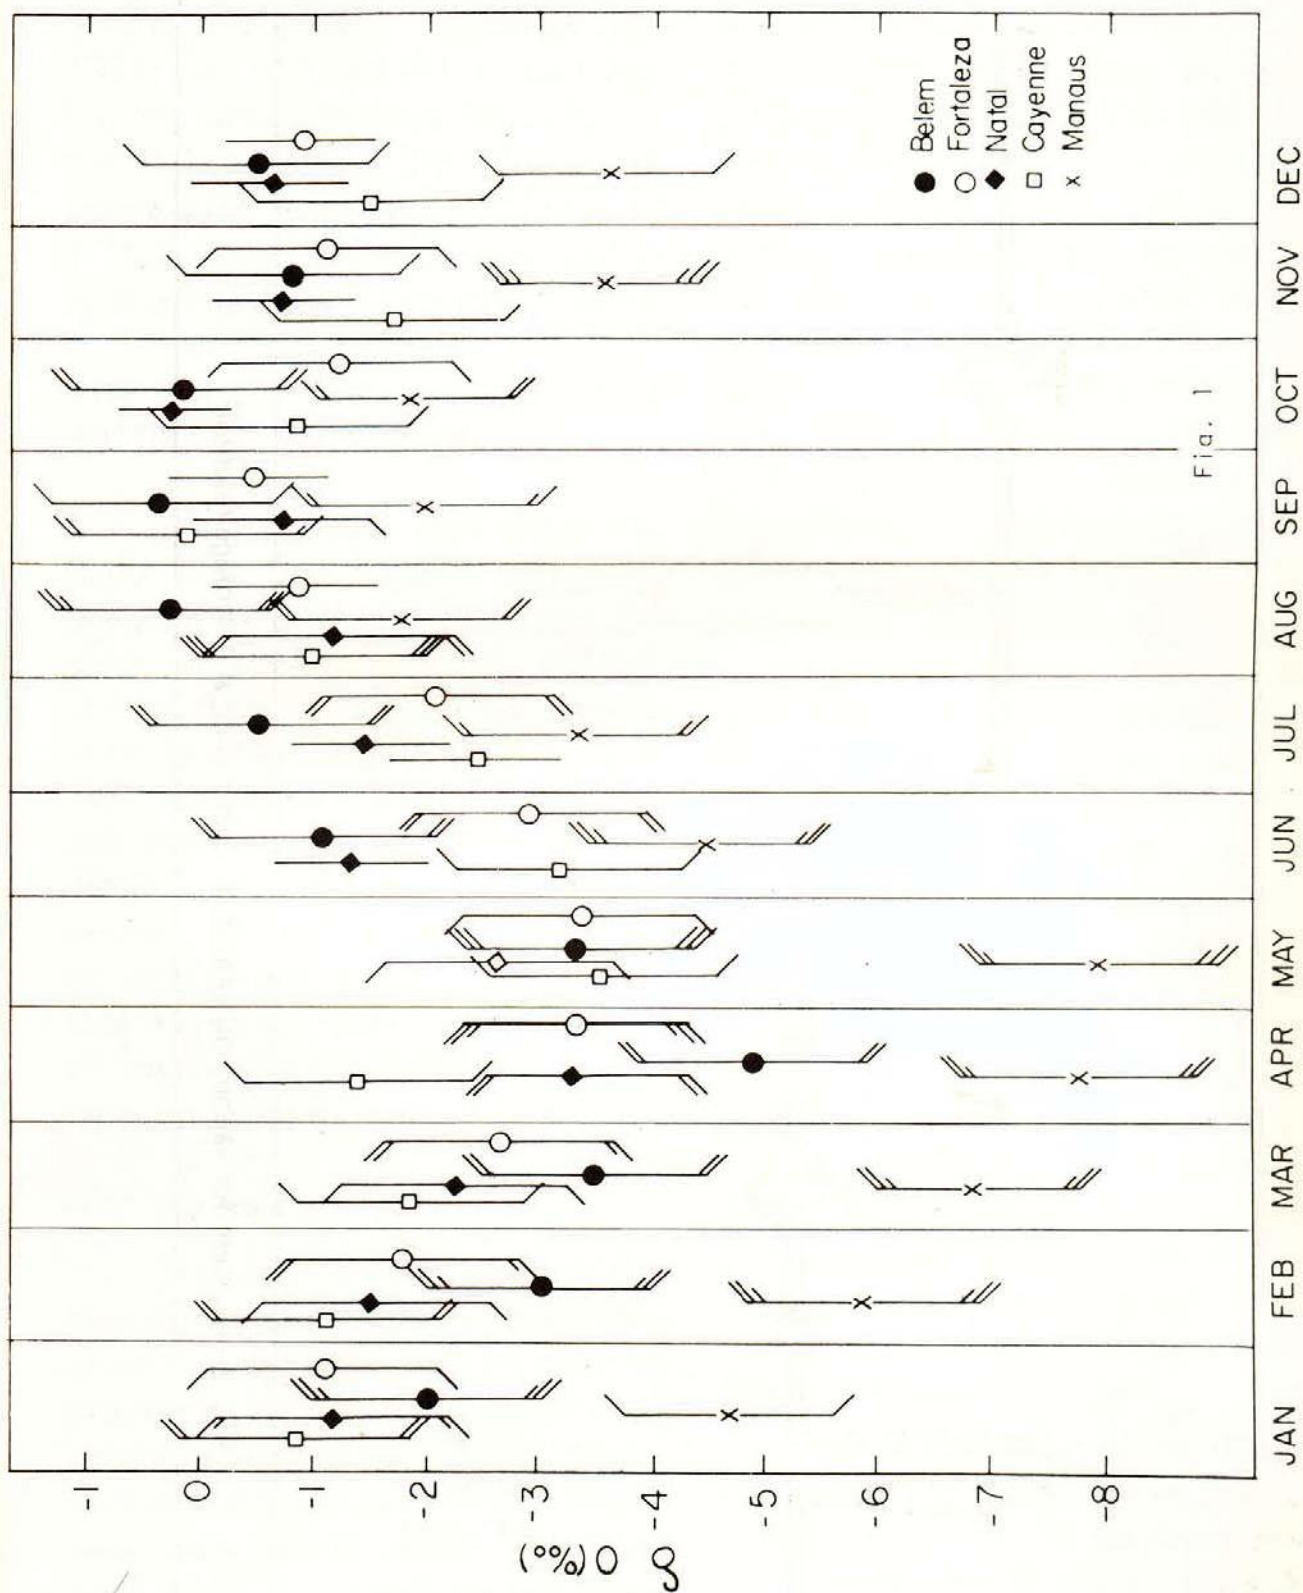 δ O (‰)
-1
0
-1
-2
-3
-4
-5
-6
-7
-8
JAN
FEB
MAR
APR
MAY
JUN
JUL
AUG
SEP
OCT
NOV
DEC
Belem
Fortaleza
Natal
Cayenne
Manaus
Fig. 1